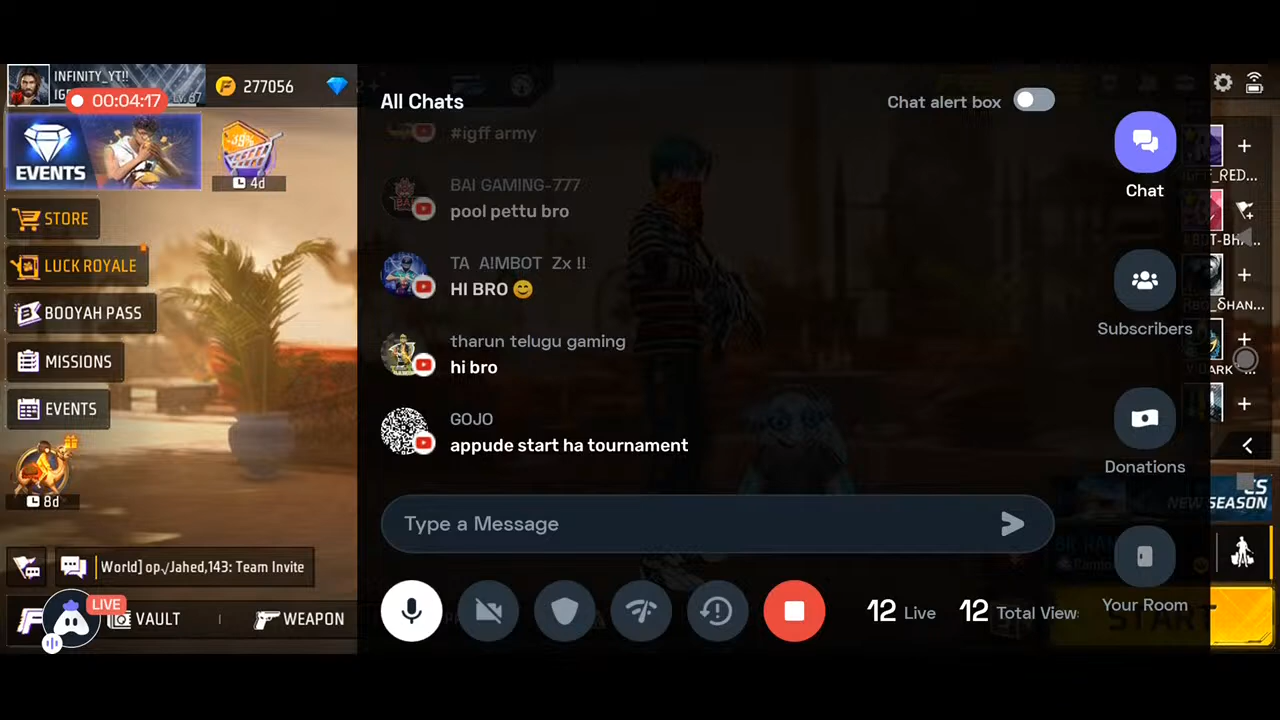 INFINITY_YT!!
277056
00:04:17
EVENTS
4d
STORE
LUCK ROYALE
BOOYAH PASS
MISSIONS
EVENTS
8d
World] op./Jahed,143: Team Invite
LIVE
VAULT
WEAPON
All Chats
Chat alert box
#igff army
BAI GAMING-777
pool pettu bro
TA A!MBOT Zx !!
HI BRO 😊
tharun telugu gaming
hi bro
GOJO
appude start ha tournament
Type a Message
12 Live
12 Total View
Chat
Subscribers
Donations
Your Room
NEW SEASON
START